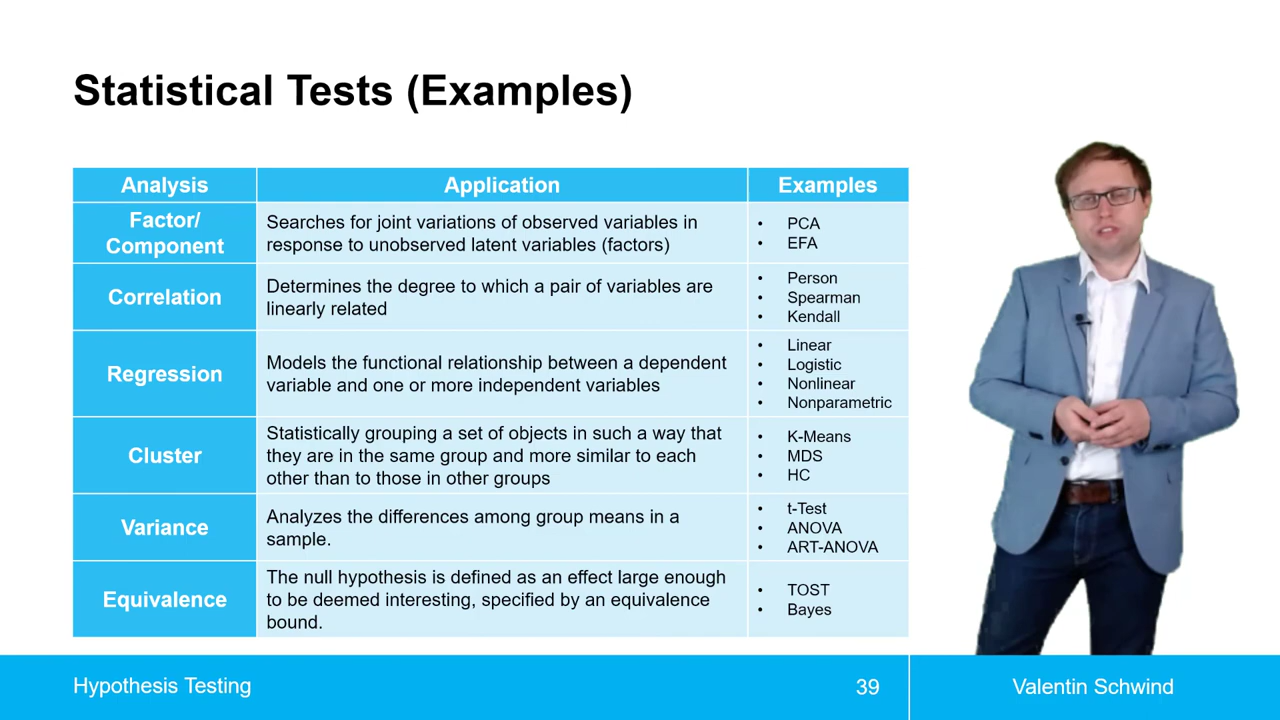 Statistical Tests (Examples)
Analysis
Application
Examples
Factor/
Component
Searches for joint variations of observed variables in
response to unobserved latent variables (factors)
• PCA
• EFA
Correlation
Determines the degree to which a pair of variables are
linearly related
• Person
• Spearman
• Kendall
Regression
Models the functional relationship between a dependent
variable and one or more independent variables
• Linear
• Logistic
• Nonlinear
• Nonparametric
Cluster
Statistically grouping a set of objects in such a way that
they are in the same group and more similar to each
other than to those in other groups
• K-Means
• MDS
• HC
Variance
Analyzes the differences among group means in a
sample.
• t-Test
• ANOVA
• ART-ANOVA
Equivalence
The null hypothesis is defined as an effect large enough
to be deemed interesting, specified by an equivalence
bound.
• TOST
• Bayes
Hypothesis Testing
39
Valentin Schwind